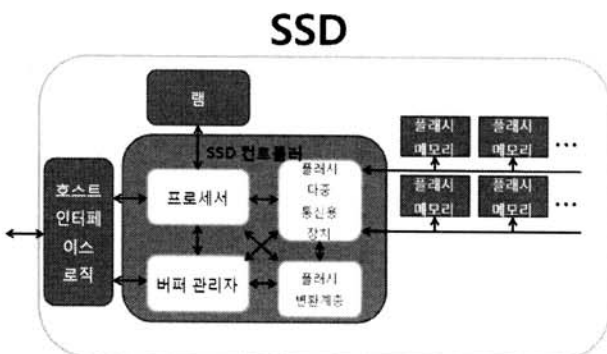 SSD
램
플래시
메모리
플래시
메모리
...
SSD 컨트롤러
호스트
인터페
이스
로직
프로세서
플래시
다중
통신용
장치
플래시
메모리
플래시
메모리
...
버퍼 관리자
플래시
변환계층